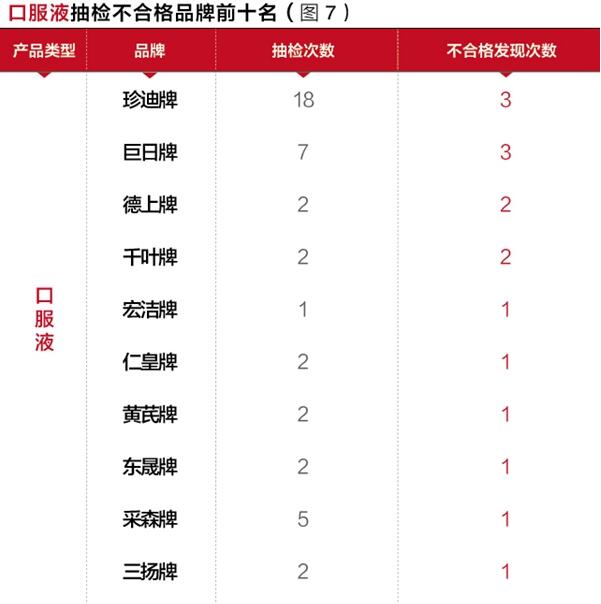 口服液抽检不合格品牌前十名（图7）
产品类型 品牌 抽检次数 不合格发现次数
珍迪牌 18 3
巨日牌 7 3
德上牌 2 2
千叶牌 2 2
口服液
宏洁牌 1 1
仁皇牌 2 1
黄芪牌 2 1
东晟牌 2 1
采森牌 5 1
三扬牌 2 1